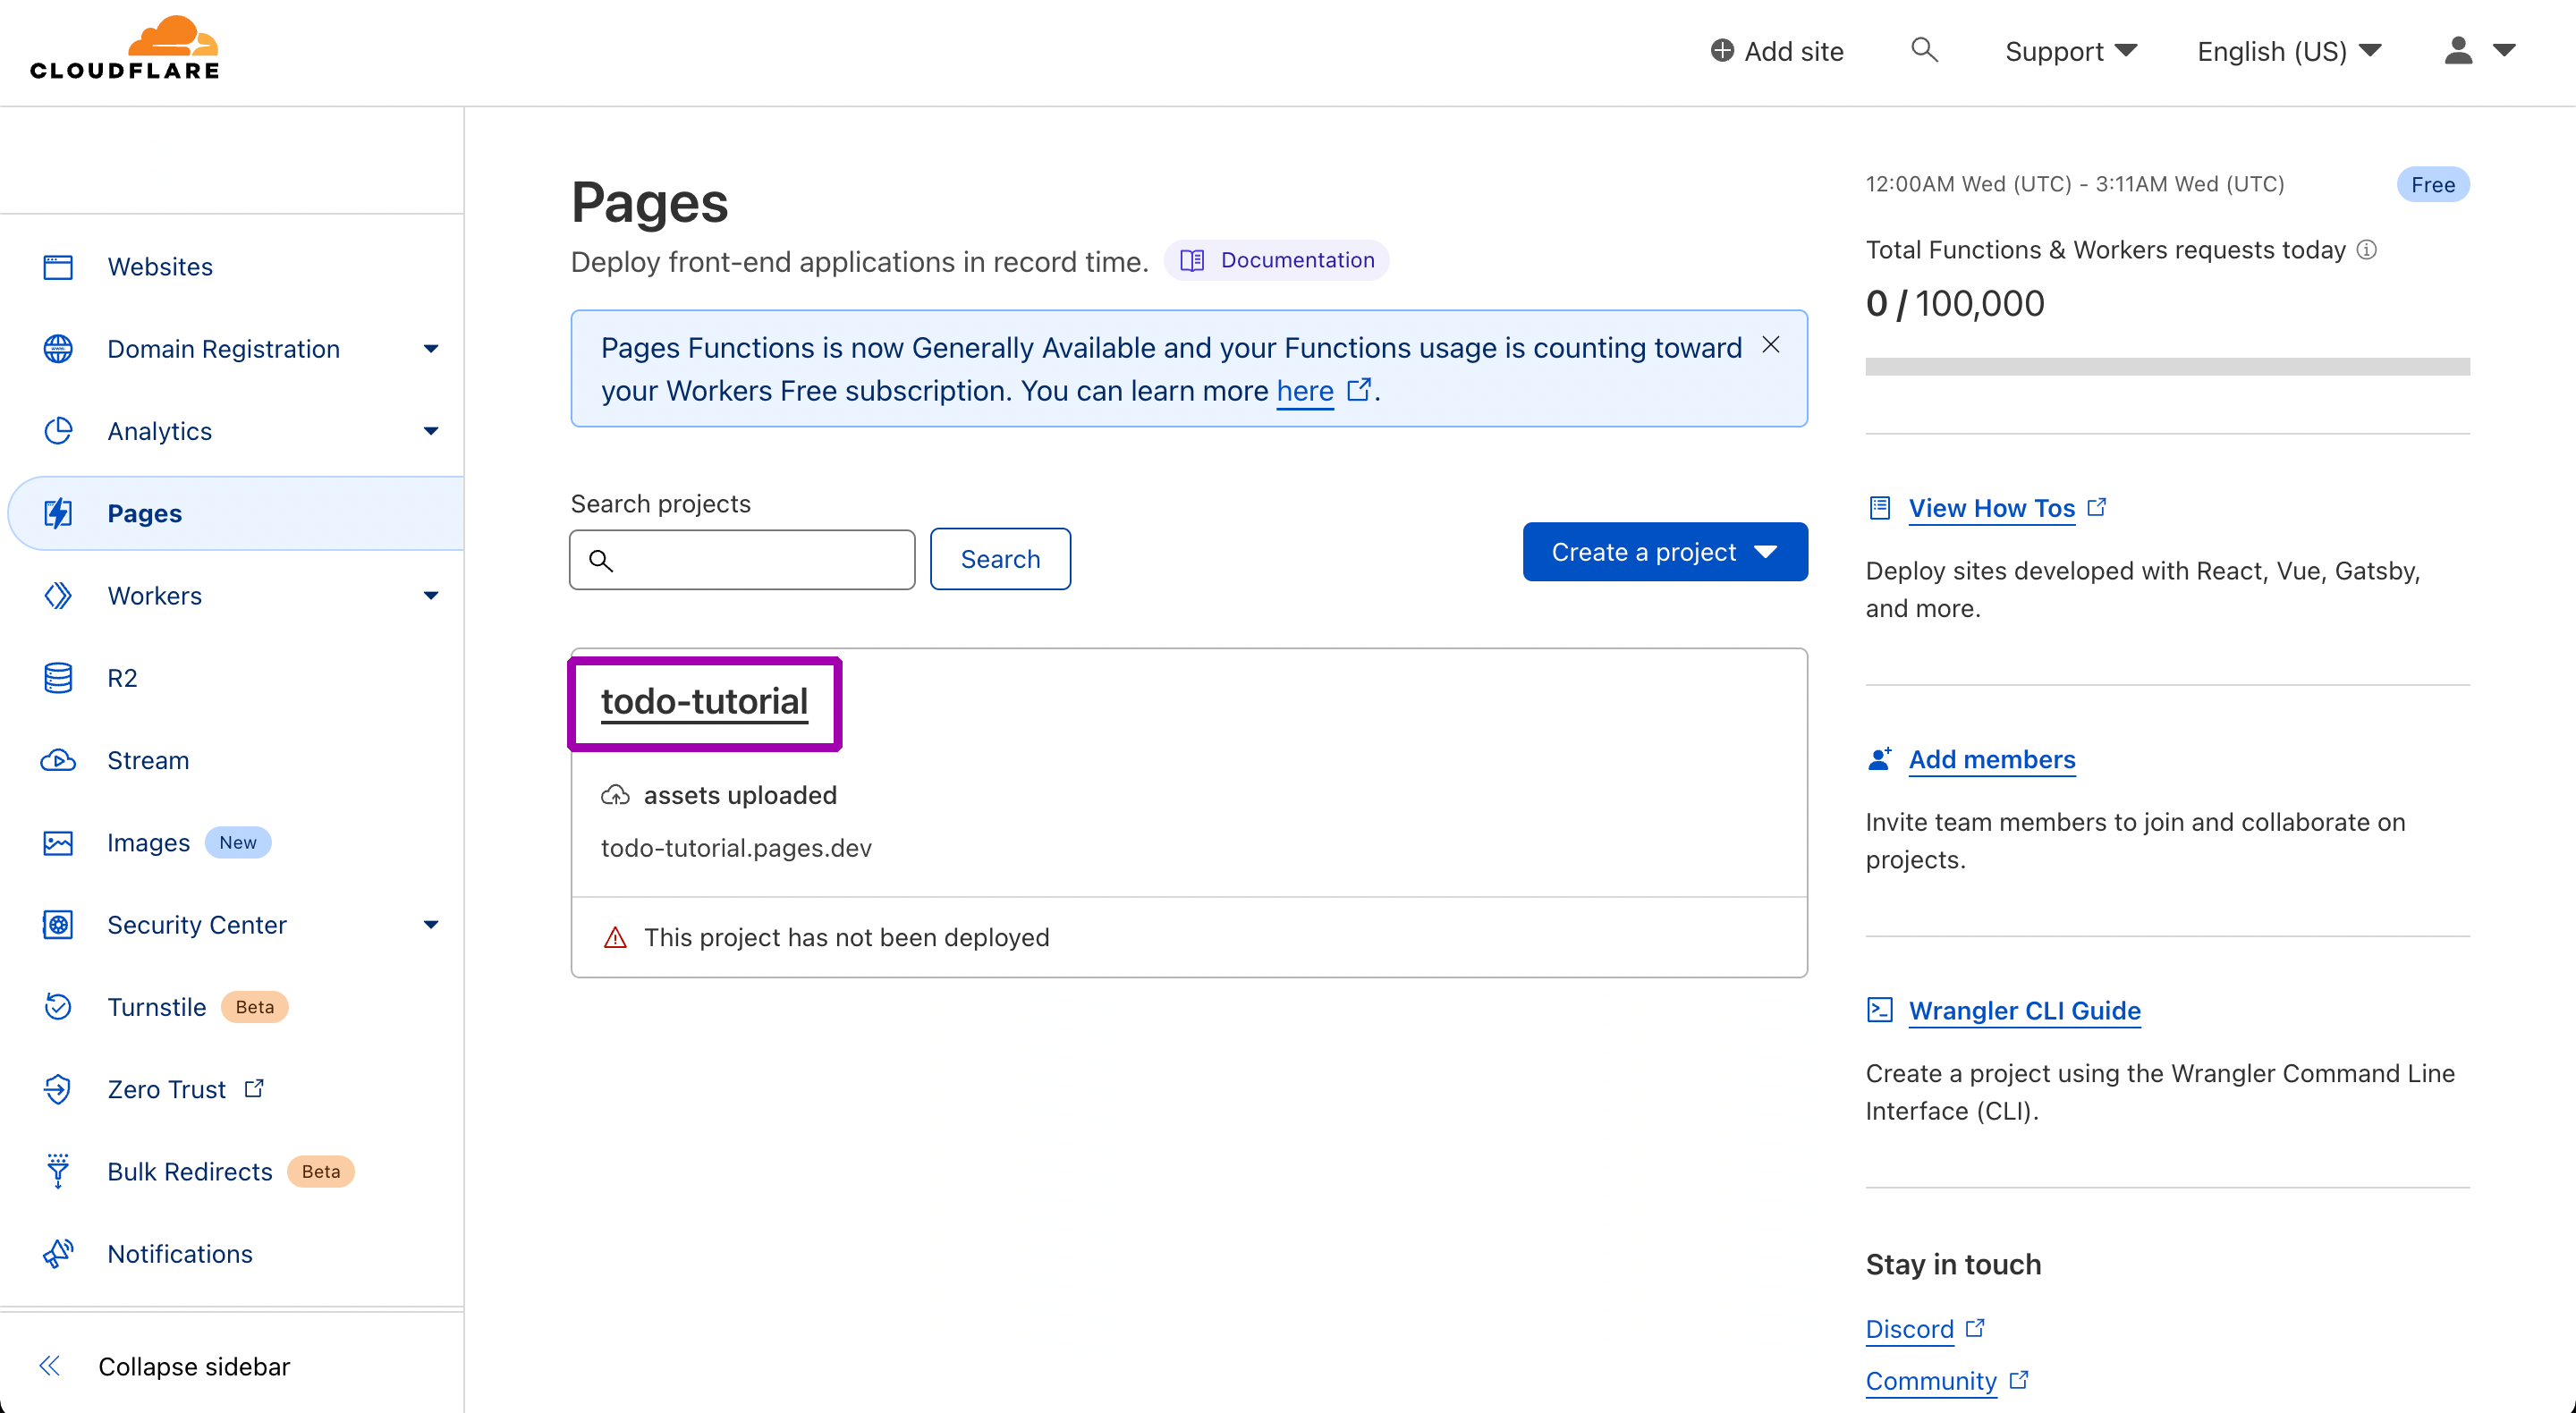 CLOUDFLARE
Add site
Support
English (US)
Websites
Domain Registration
Analytics
Pages
Workers
R2
Stream
Images New
Security Center
Turnstile Beta
Zero Trust
Bulk Redirects Beta
Notifications
Collapse sidebar
Pages
Deploy front-end applications in record time. Documentation
Pages Functions is now Generally Available and your Functions usage is counting toward
your Workers Free subscription. You can learn more here.
Search projects
Search
Create a project
todo-tutorial
assets uploaded
todo-tutorial.pages.dev
This project has not been deployed
12:00AM Wed (UTC) - 3:11AM Wed (UTC) Free
Total Functions & Workers requests today
0 / 100,000
View How Tos
Deploy sites developed with React, Vue, Gatsby,
and more.
Add members
Invite team members to join and collaborate on
projects.
Wrangler CLI Guide
Create a project using the Wrangler Command Line
Interface (CLI).
Stay in touch
Discord
Community